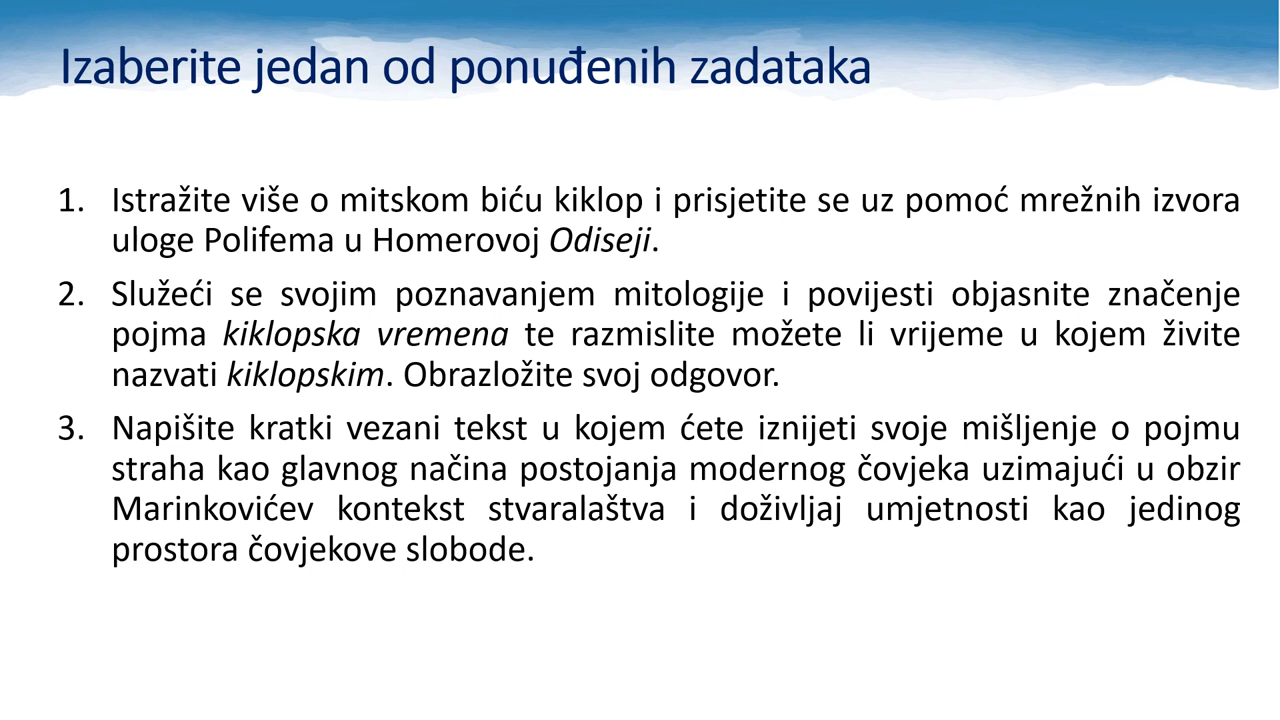 Izaberite jedan od ponuđenih zadataka
1. Istražite više o mitskom biću kiklop i prisjetite se uz pomoć mrežnih izvora
uloge Polifema u Homerovoj Odiseji.
2. Služeći se svojim poznavanjem mitologije i povijesti objasnite značenje
pojma kiklopska vremena te razmislite možete li vrijeme u kojem živite
nazvati kiklopskim. Obrazložite svoj odgovor.
3. Napišite kratki vezani tekst u kojem ćete iznijeti svoje mišljenje o pojmu
straha kao glavnog načina postojanja modernog čovjeka uzimajući u obzir
Marinkovićev kontekst stvaralaštva i doživljaj umjetnosti kao jedinog
prostora čovjekove slobode.